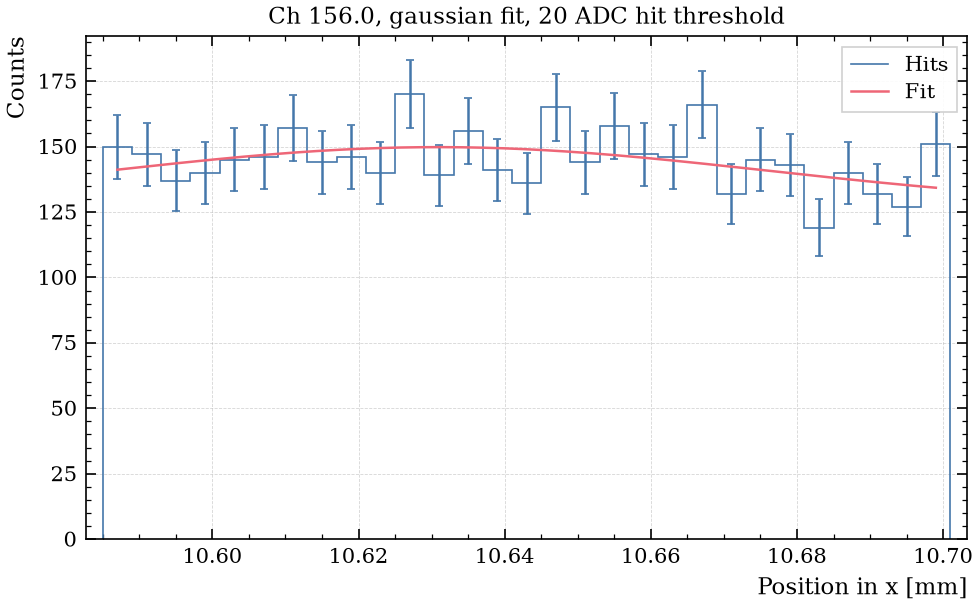 Ch 156.0, gaussian fit, 20 ADC hit threshold
Counts
Hits
Fit
175
150
125
100
75
50
25
0
10.60 10.62 10.64 10.66 10.68 10.70
Position in x [mm]